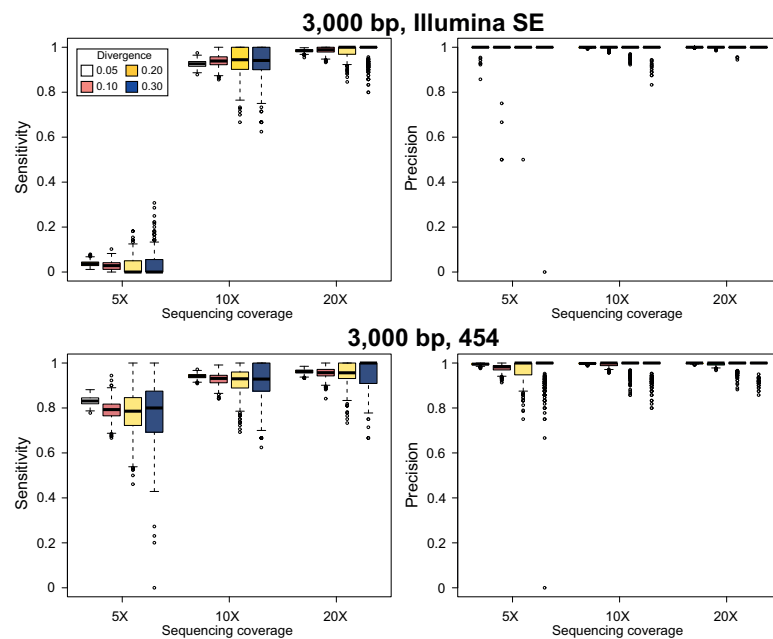 3,000 bp, Illumina SE
Sensitivity
1
0.8
0.6
0.4
0.2
0
Divergence
0.05 0.20
0.10 0.30
5X 10X 20X
Sequencing coverage
Precision
1
0.8
0.6
0.4
0.2
0
5X 10X 20X
Sequencing coverage
3,000 bp, 454
Sensitivity
1
0.8
0.6
0.4
0.2
0
5X 10X 20X
Sequencing coverage
Precision
1
0.8
0.6
0.4
0.2
0
5X 10X 20X
Sequencing coverage